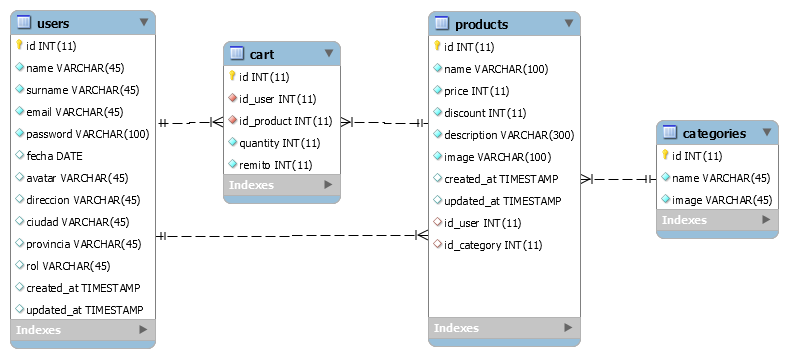 users
id INT(11)
name VARCHAR(45)
surname VARCHAR(45)
email VARCHAR(45)
password VARCHAR(100)
fecha DATE
avatar VARCHAR(45)
direccion VARCHAR(45)
ciudad VARCHAR(45)
provincia VARCHAR(45)
rol VARCHAR(45)
created_at TIMESTAMP
updated_at TIMESTAMP
Indexes
cart
id INT(11)
id_user INT(11)
id_product INT(11)
quantity INT(11)
remito INT(11)
Indexes
products
id INT(11)
name VARCHAR(100)
price INT(11)
discount INT(11)
description VARCHAR(300)
image VARCHAR(100)
created_at TIMESTAMP
updated_at TIMESTAMP
id_user INT(11)
id_category INT(11)
Indexes
categories
id INT(11)
name VARCHAR(45)
image VARCHAR(45)
Indexes